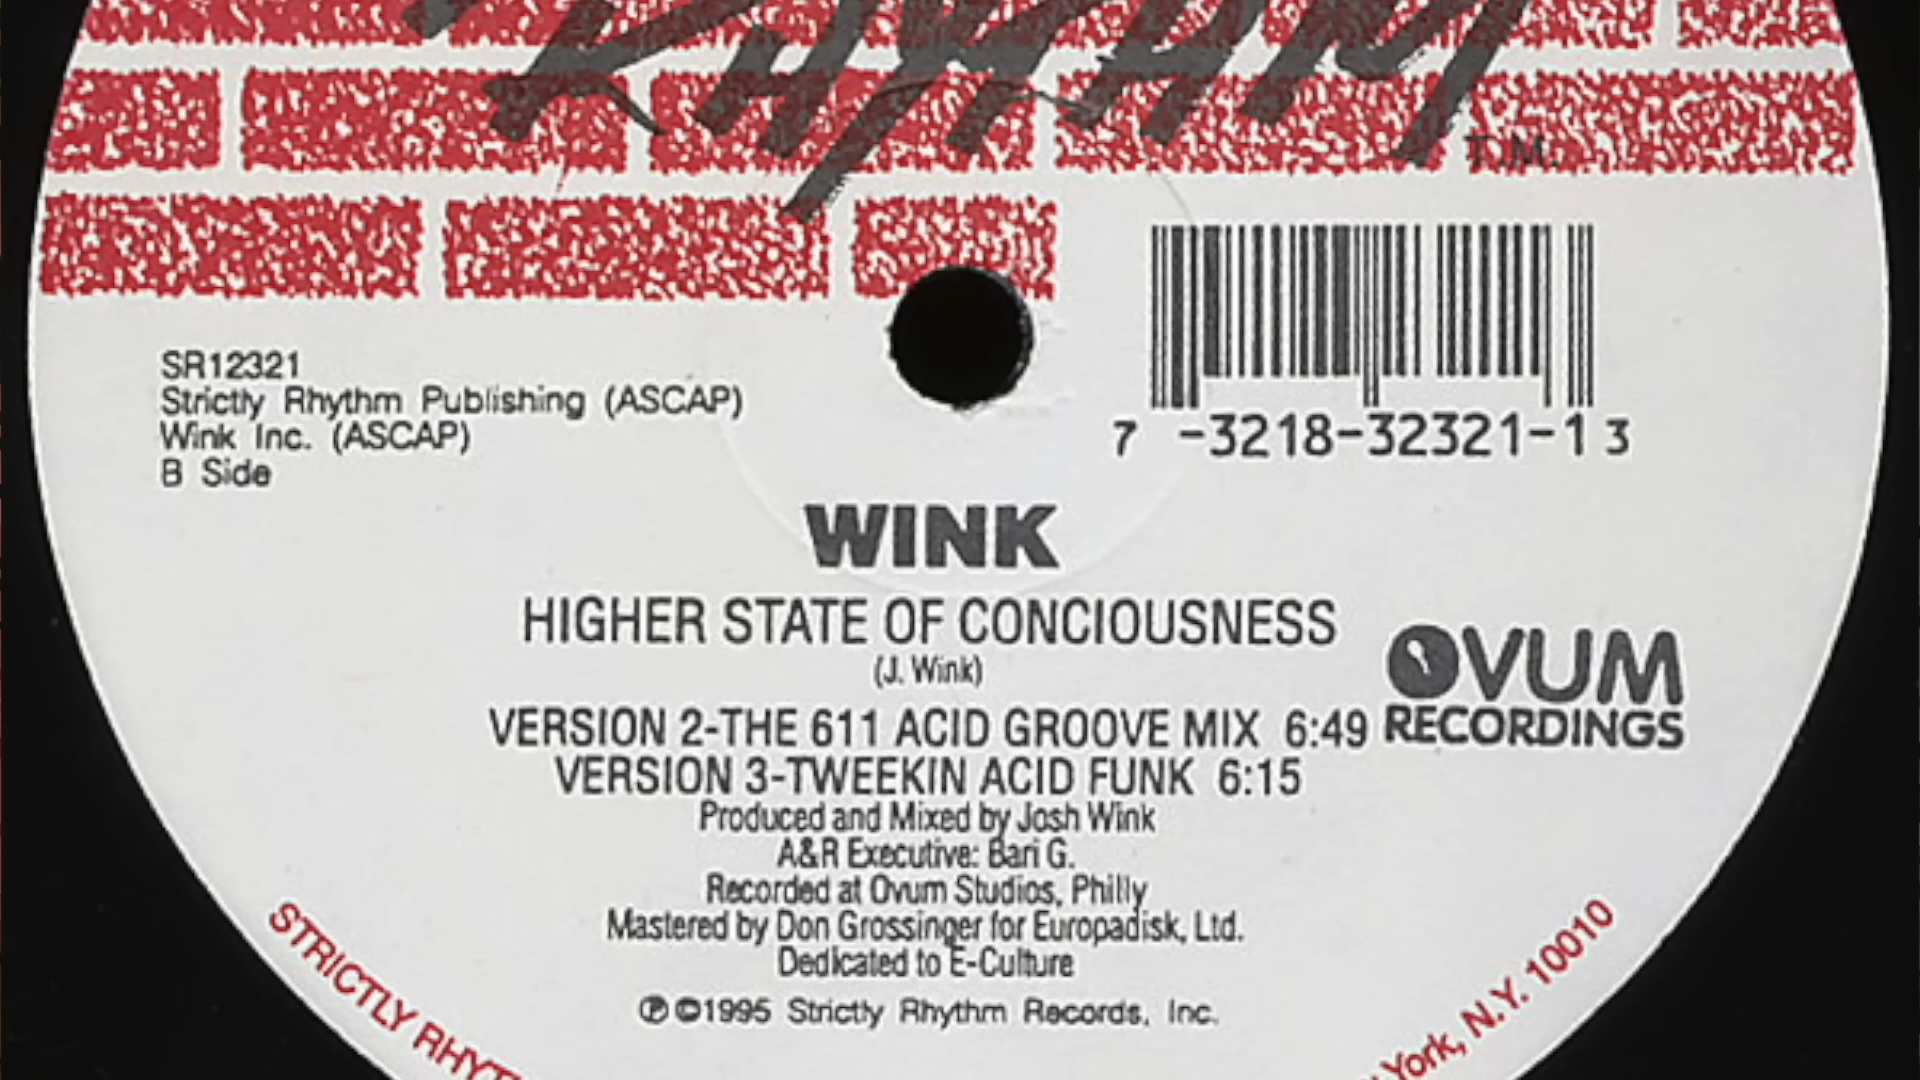 RHYTHM
T.M.
SR12321
Strictly Rhythm Publishing (ASCAP)
Wink Inc. (ASCAP)
B Side
7 -3218-32321-1 3
WINK
HIGHER STATE OF CONCIOUSNESS
(J. Wink)
OVUM
RECORDINGS
VERSION 2-THE 611 ACID GROOVE MIX 6:49
VERSION 3-TWEEKIN ACID FUNK 6:15
Produced and Mixed by Josh Wink
A&R Executive: Bari G.
Recorded at Ovum Studios, Philly
Mastered by Don Grossinger for Europadisk, Ltd.
Dedicated to E-Culture
℗©1995 Strictly Rhythm Records, Inc.
STRICTLY RHYT
York, N.Y. 10010